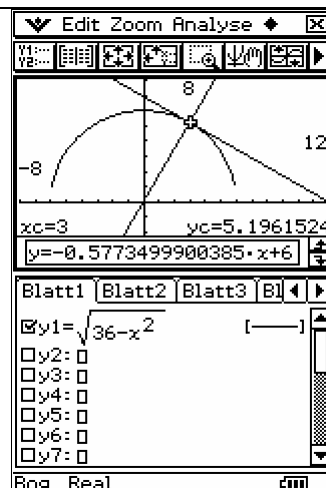 Edit Zoom Analyse
8
-8
12
xc=3 yc=5.1961524
y=-0.5773499900385·x+6
Blatt1 Blatt2 Blatt3 Bl
y1=√36-x²
y2:
y3:
y4:
y5:
y6:
y7:
Bog Real